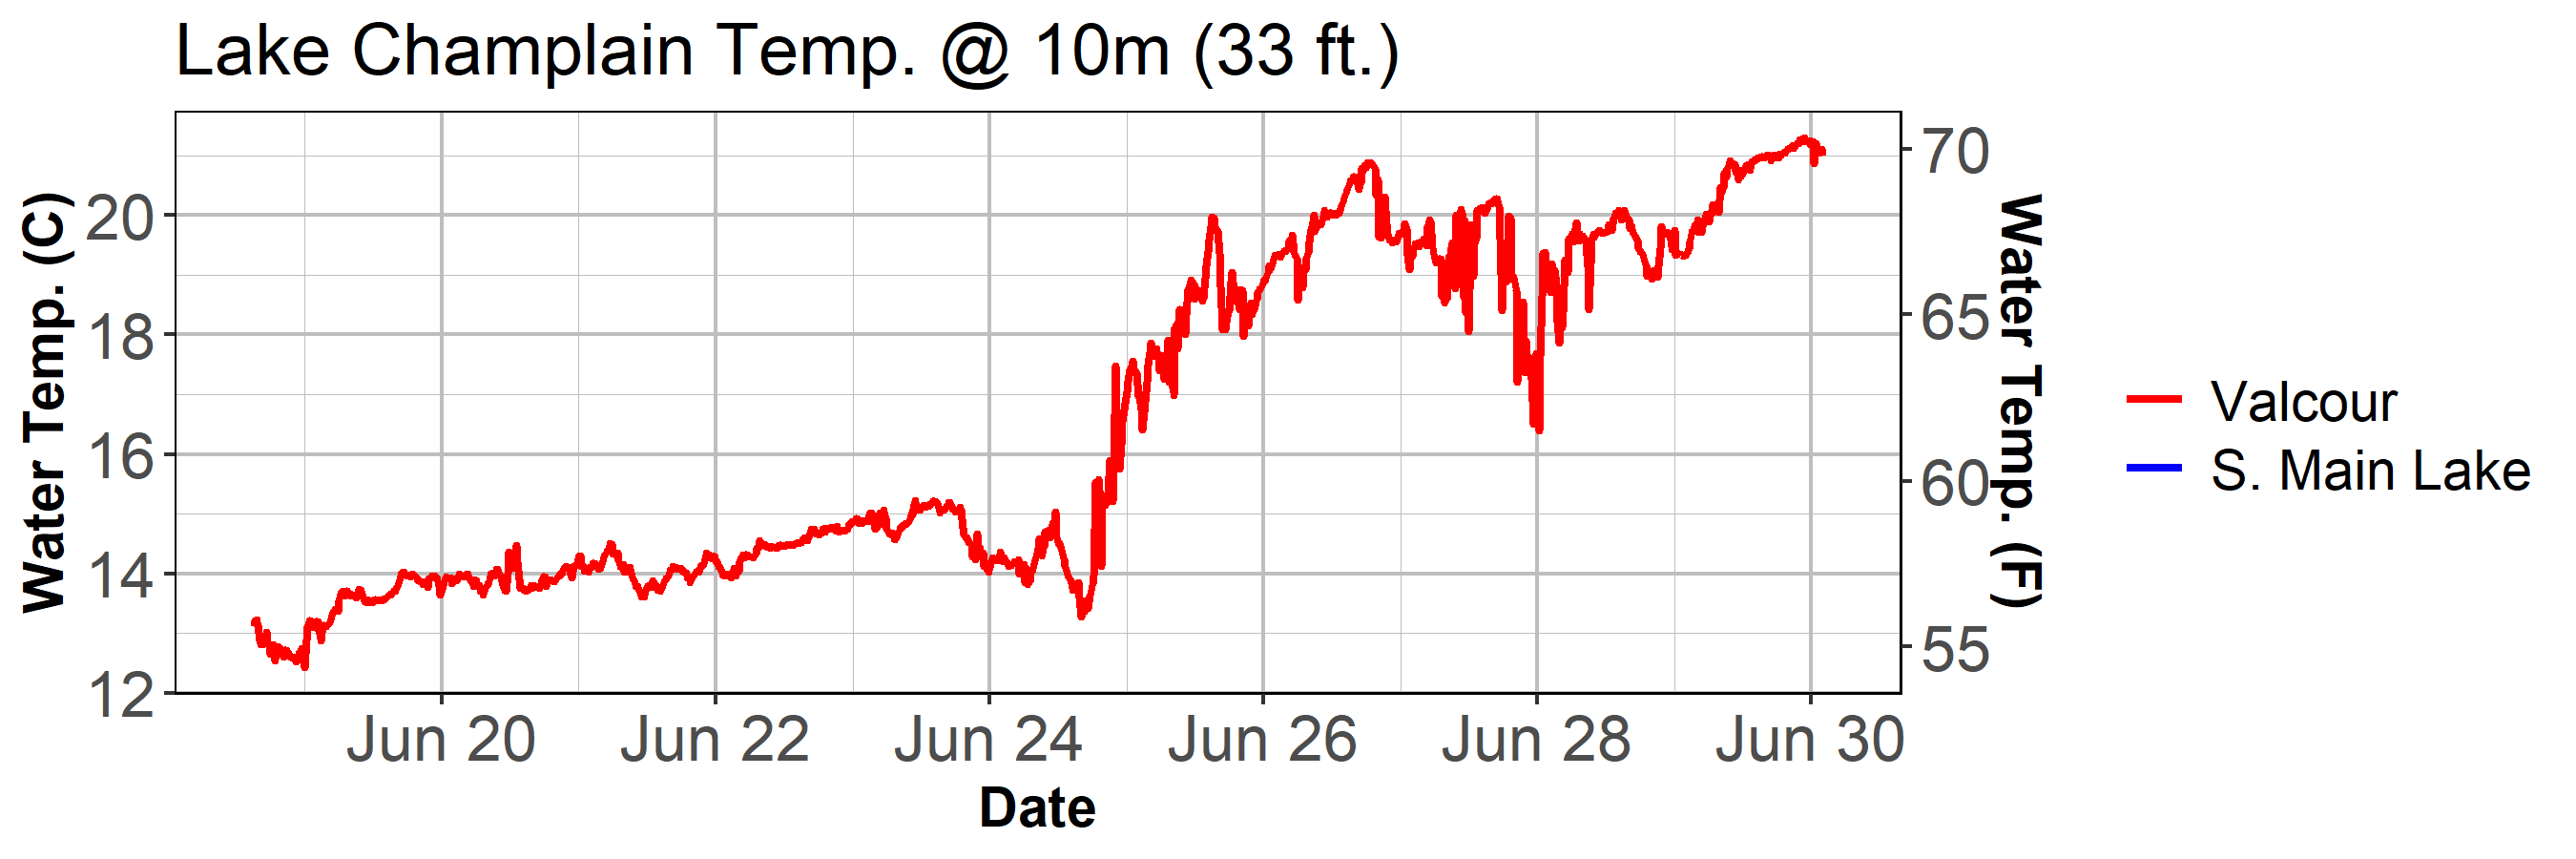 Lake Champlain Temp. @ 10m (33 ft.)
Water Temp. (C)
20
18
16
14
12
70
65
60
55
Water Temp. (F)
Jun 20 Jun 22 Jun 24 Jun 26 Jun 28 Jun 30
Date
Valcour
S. Main Lake